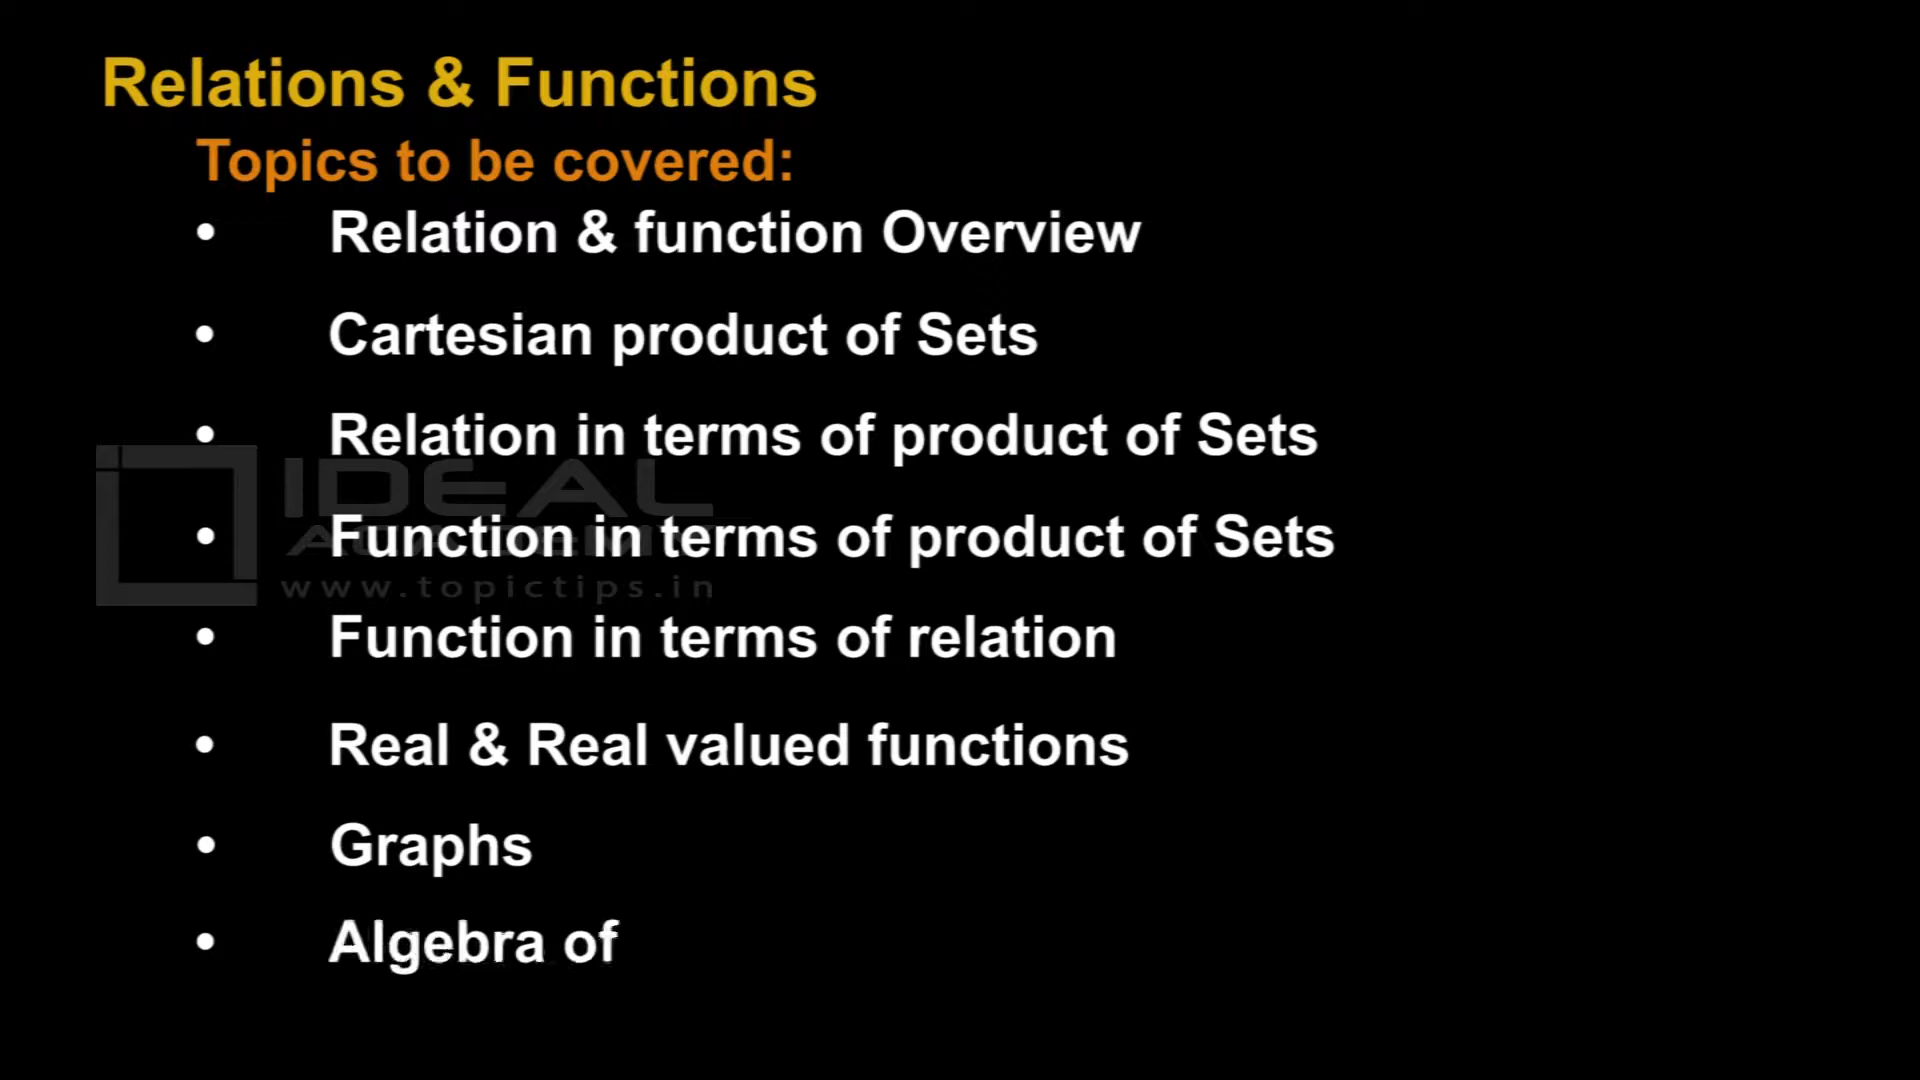 Relations & Functions
Topics to be covered:
• Relation & function Overview
• Cartesian product of Sets
• Relation in terms of product of Sets
IDEAL
ACADEMY
• Function in terms of product of Sets
www.topictips.in
• Function in terms of relation
• Real & Real valued functions
• Graphs
• Algebra of